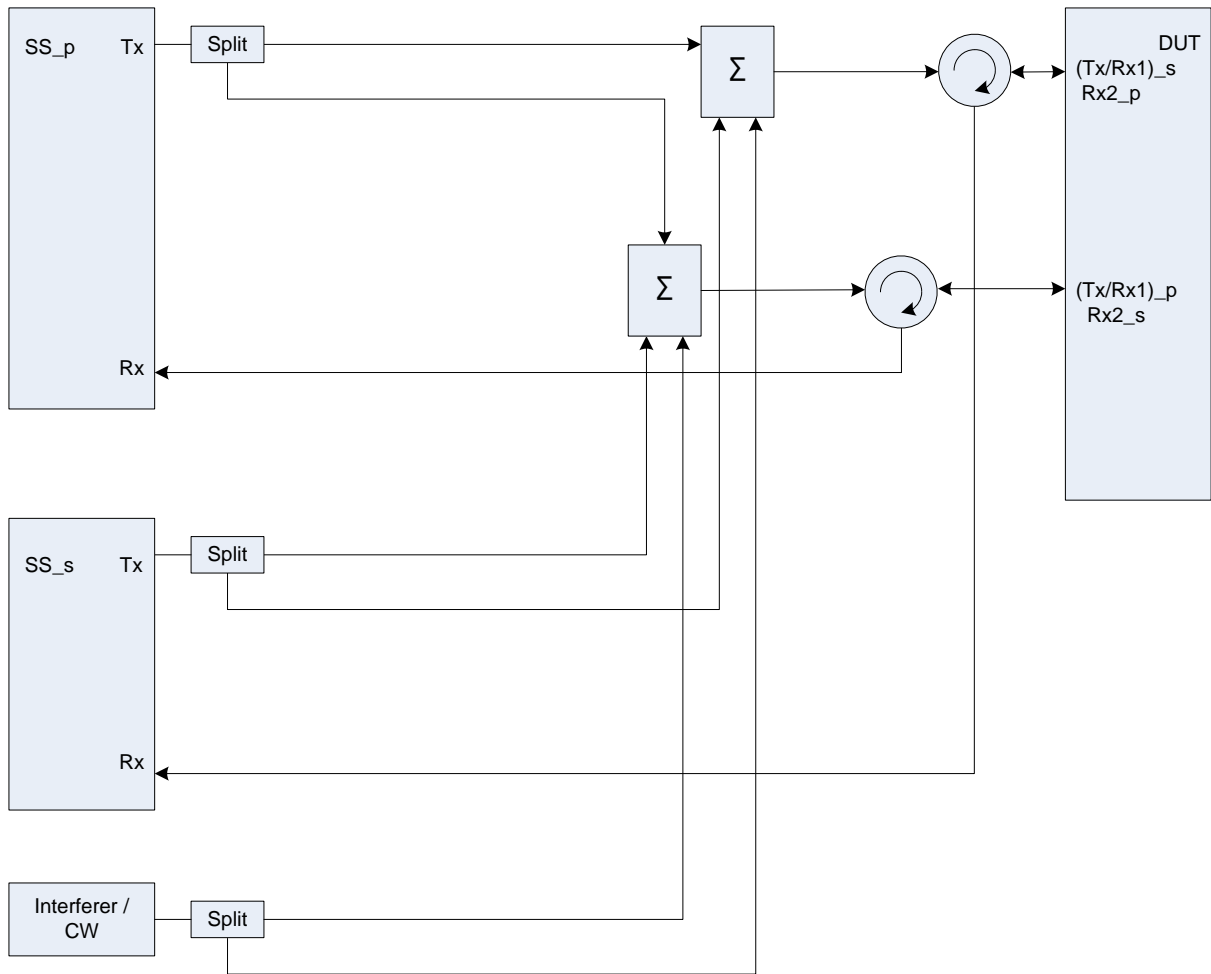 SS_p Tx
Split
Σ
DUT
(Tx/Rx1)_s
Rx2_p
Σ
(Tx/Rx1)_p
Rx2_s
Rx
SS_s Tx
Split
Rx
Interferer /
CW
Split